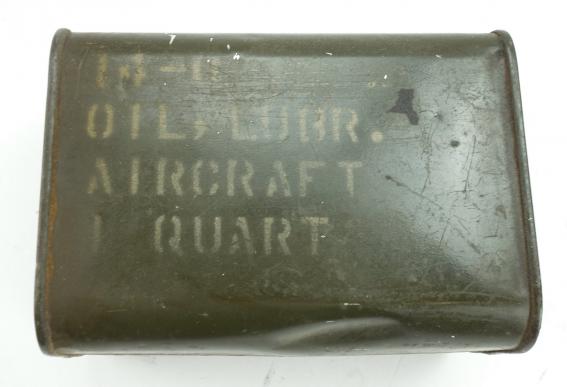 OIL, LUBR.
AIRCRAFT
1 QUART